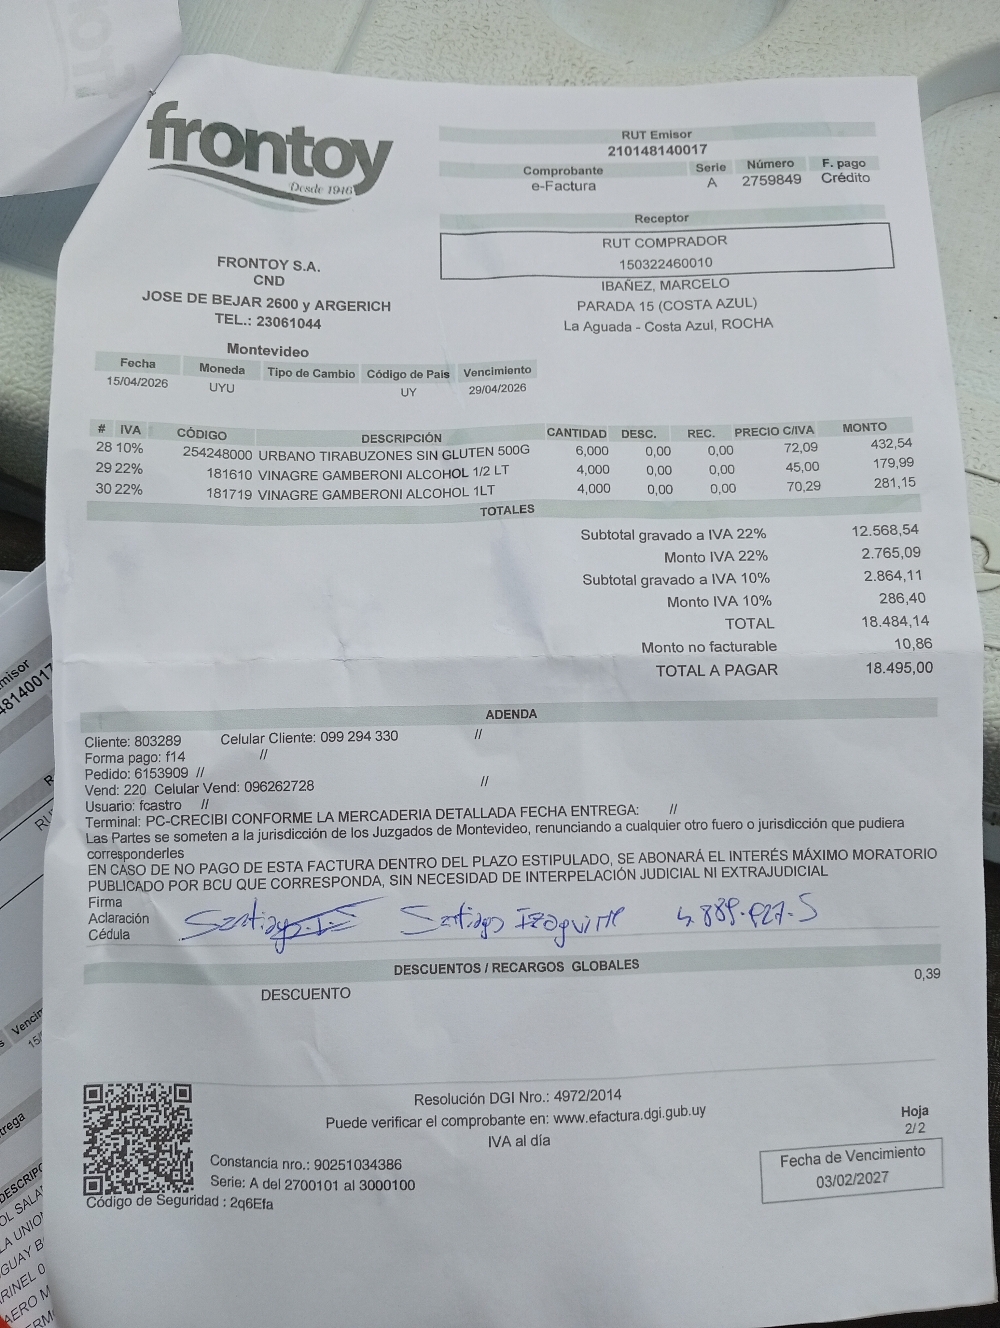 frontoy
Desde 1916
RUT Emisor
210148140017
Comprobante Serie Número F. pago
e-Factura A 2759849 Crédito
Receptor
RUT COMPRADOR
150322460010
IBAÑEZ, MARCELO
PARADA 15 (COSTA AZUL)
La Aguada - Costa Azul, ROCHA
FRONTOY S.A.
CND
JOSE DE BEJAR 2600 y ARGERICH
TEL.: 23061044
Montevideo
Fecha Moneda Tipo de Cambio Código de Pais Vencimiento
15/04/2026 UYU UY 29/04/2026
# IVA CÓDIGO DESCRIPCIÓN CANTIDAD DESC. REC. PRECIO C/IVA MONTO
28 10% 254248000 URBANO TIRABUZONES SIN GLUTEN 500G 6,000 0,00 0,00 72,09 432,54
29 22% 181610 VINAGRE GAMBERONI ALCOHOL 1/2 LT 4,000 0,00 0,00 45,00 179,99
30 22% 181719 VINAGRE GAMBERONI ALCOHOL 1LT 4,000 0,00 0,00 70,29 281,15
TOTALES
Subtotal gravado a IVA 22% 12.568,54
Monto IVA 22% 2.765,09
Subtotal gravado a IVA 10% 2.864,11
Monto IVA 10% 286,40
TOTAL 18.484,14
Monto no facturable 10,86
TOTAL A PAGAR 18.495,00
ADENDA
Cliente: 803289 Celular Cliente: 099 294 330 //
Forma pago: f14 //
Pedido: 6153909 //
Vend: 220 Celular Vend: 096262728 //
Usuario: fcastro //
Terminal: PC-CRECIBI CONFORME LA MERCADERIA DETALLADA FECHA ENTREGA: //
Las Partes se someten a la jurisdicción de los Juzgados de Montevideo, renunciando a cualquier otro fuero o jurisdicción que pudiera
corresponderles
EN CASO DE NO PAGO DE ESTA FACTURA DENTRO DEL PLAZO ESTIPULADO, SE ABONARÁ EL INTERÉS MÁXIMO MORATORIO
PUBLICADO POR BCU QUE CORRESPONDA, SIN NECESIDAD DE INTERPELACIÓN JUDICIAL NI EXTRAJUDICIAL
Firma
Aclaración Santiago Santiago Izaguirre
Cédula
DESCUENTOS / RECARGOS GLOBALES
DESCUENTO 0,39
Resolución DGI Nro.: 4972/2014
Puede verificar el comprobante en: www.efactura.dgi.gub.uy
IVA al día
Constancia nro.: 90251034386
Serie: A del 2700101 al 3000100
Código de Seguridad : 2q6Efa
Hoja
2/2
Fecha de Vencimiento
03/02/2027